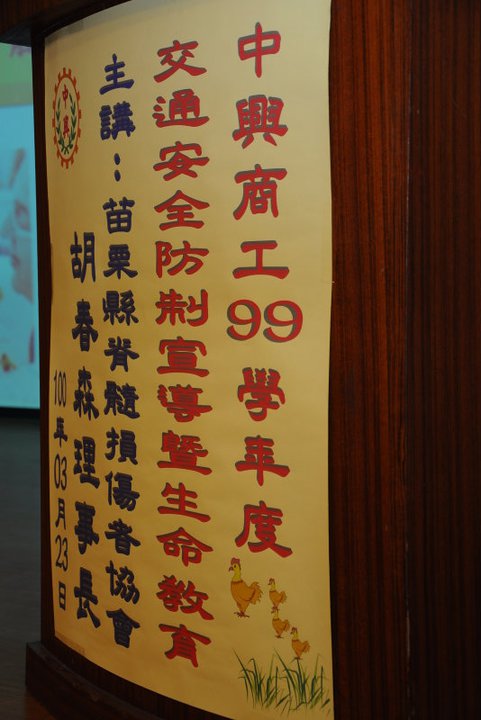 中興商工99學年度
交通安全防制宣導暨生命教育
主講：苗栗縣脊髓損傷者協會
胡春森理事長
100年03月23日
中興